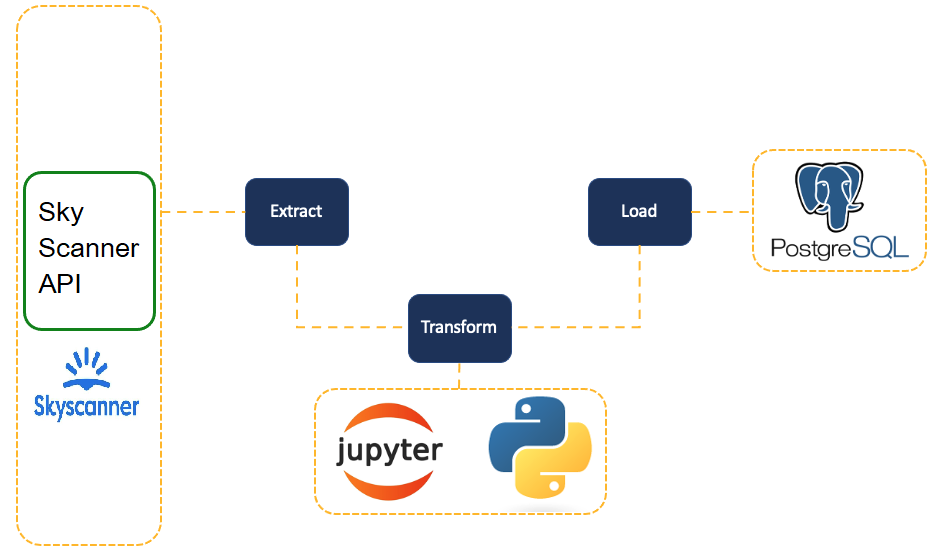 Sky
Scanner
API
Skyscanner
Extract
Transform
Load
jupyter
PostgreSQL